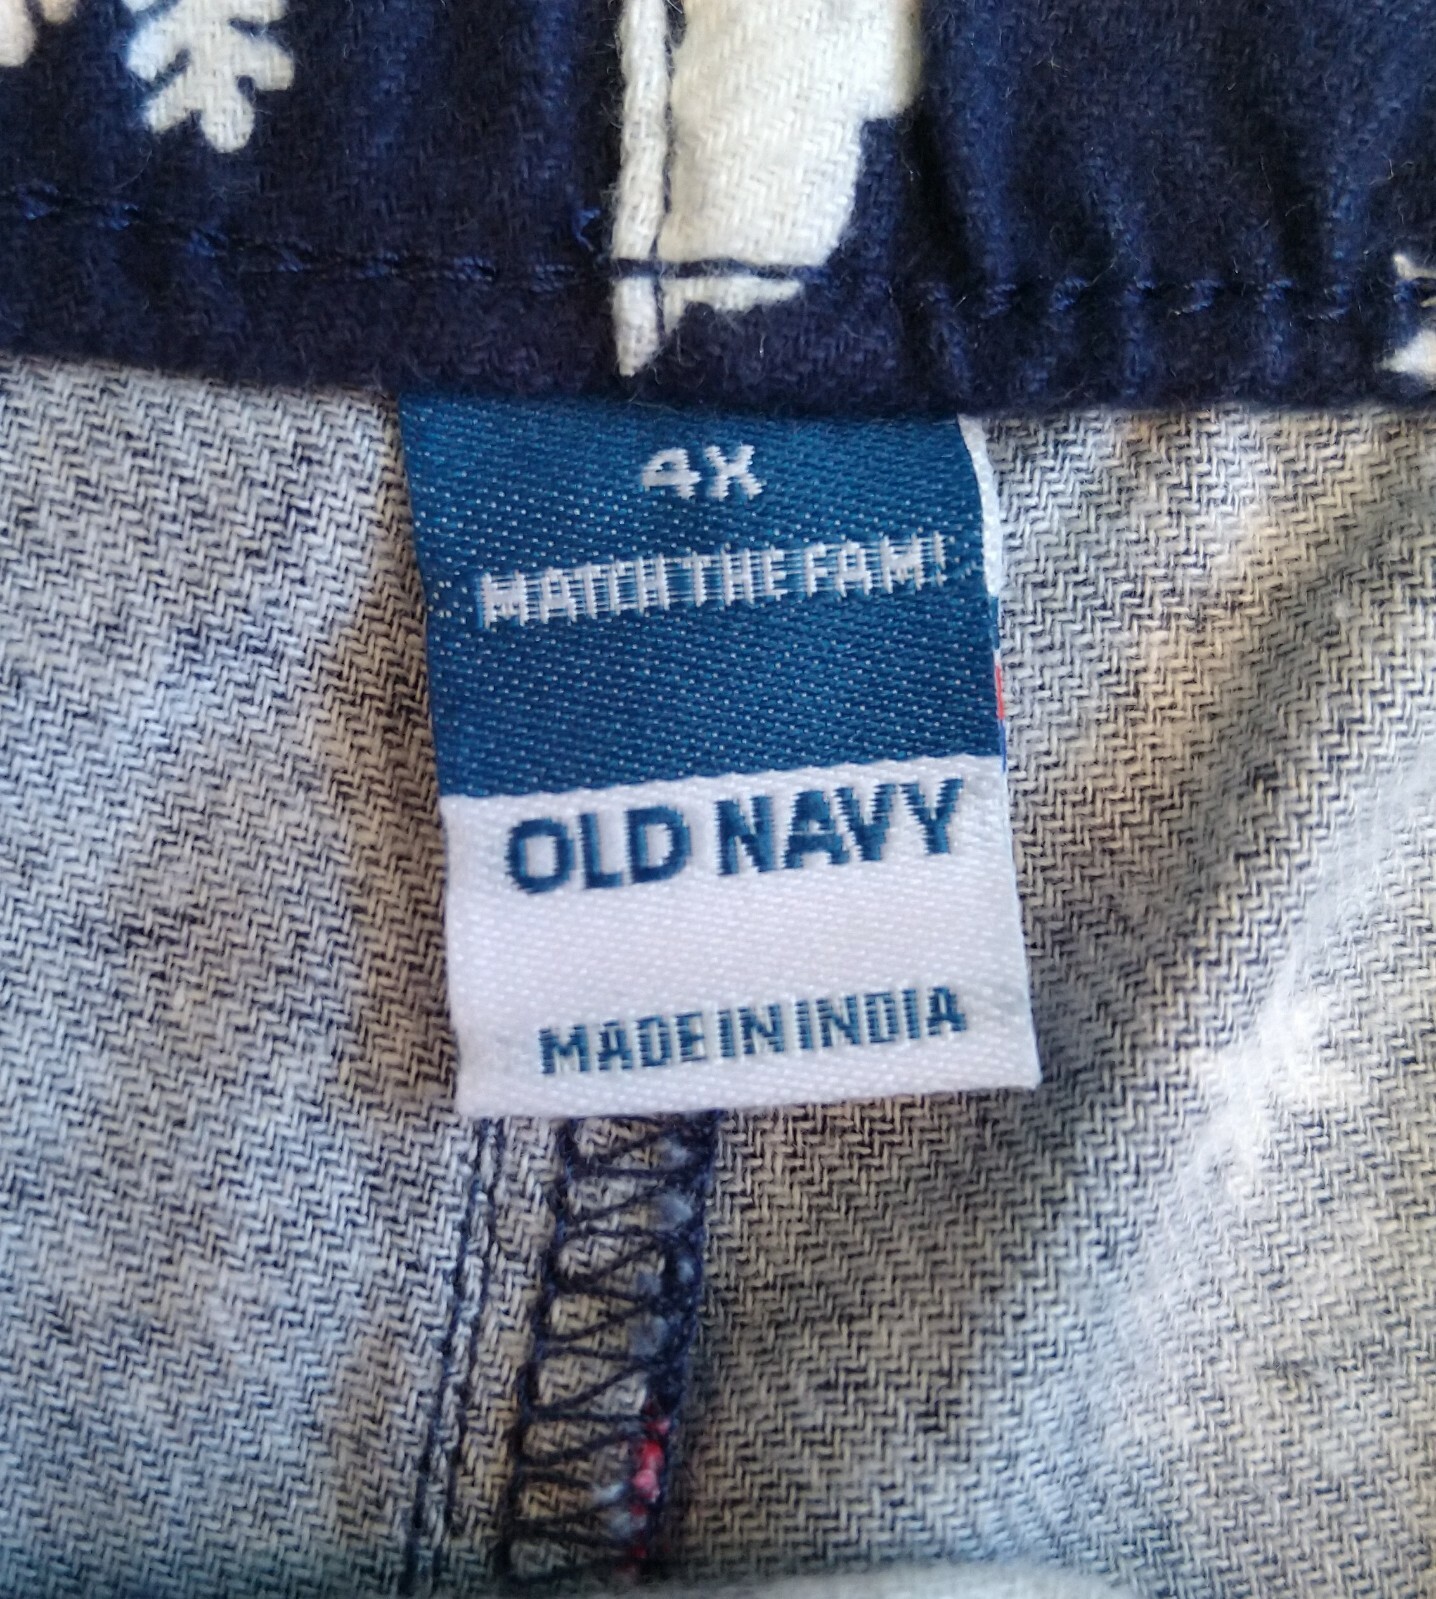 4X
MATCH THE FAM!
OLD NAVY
MADE IN INDIA